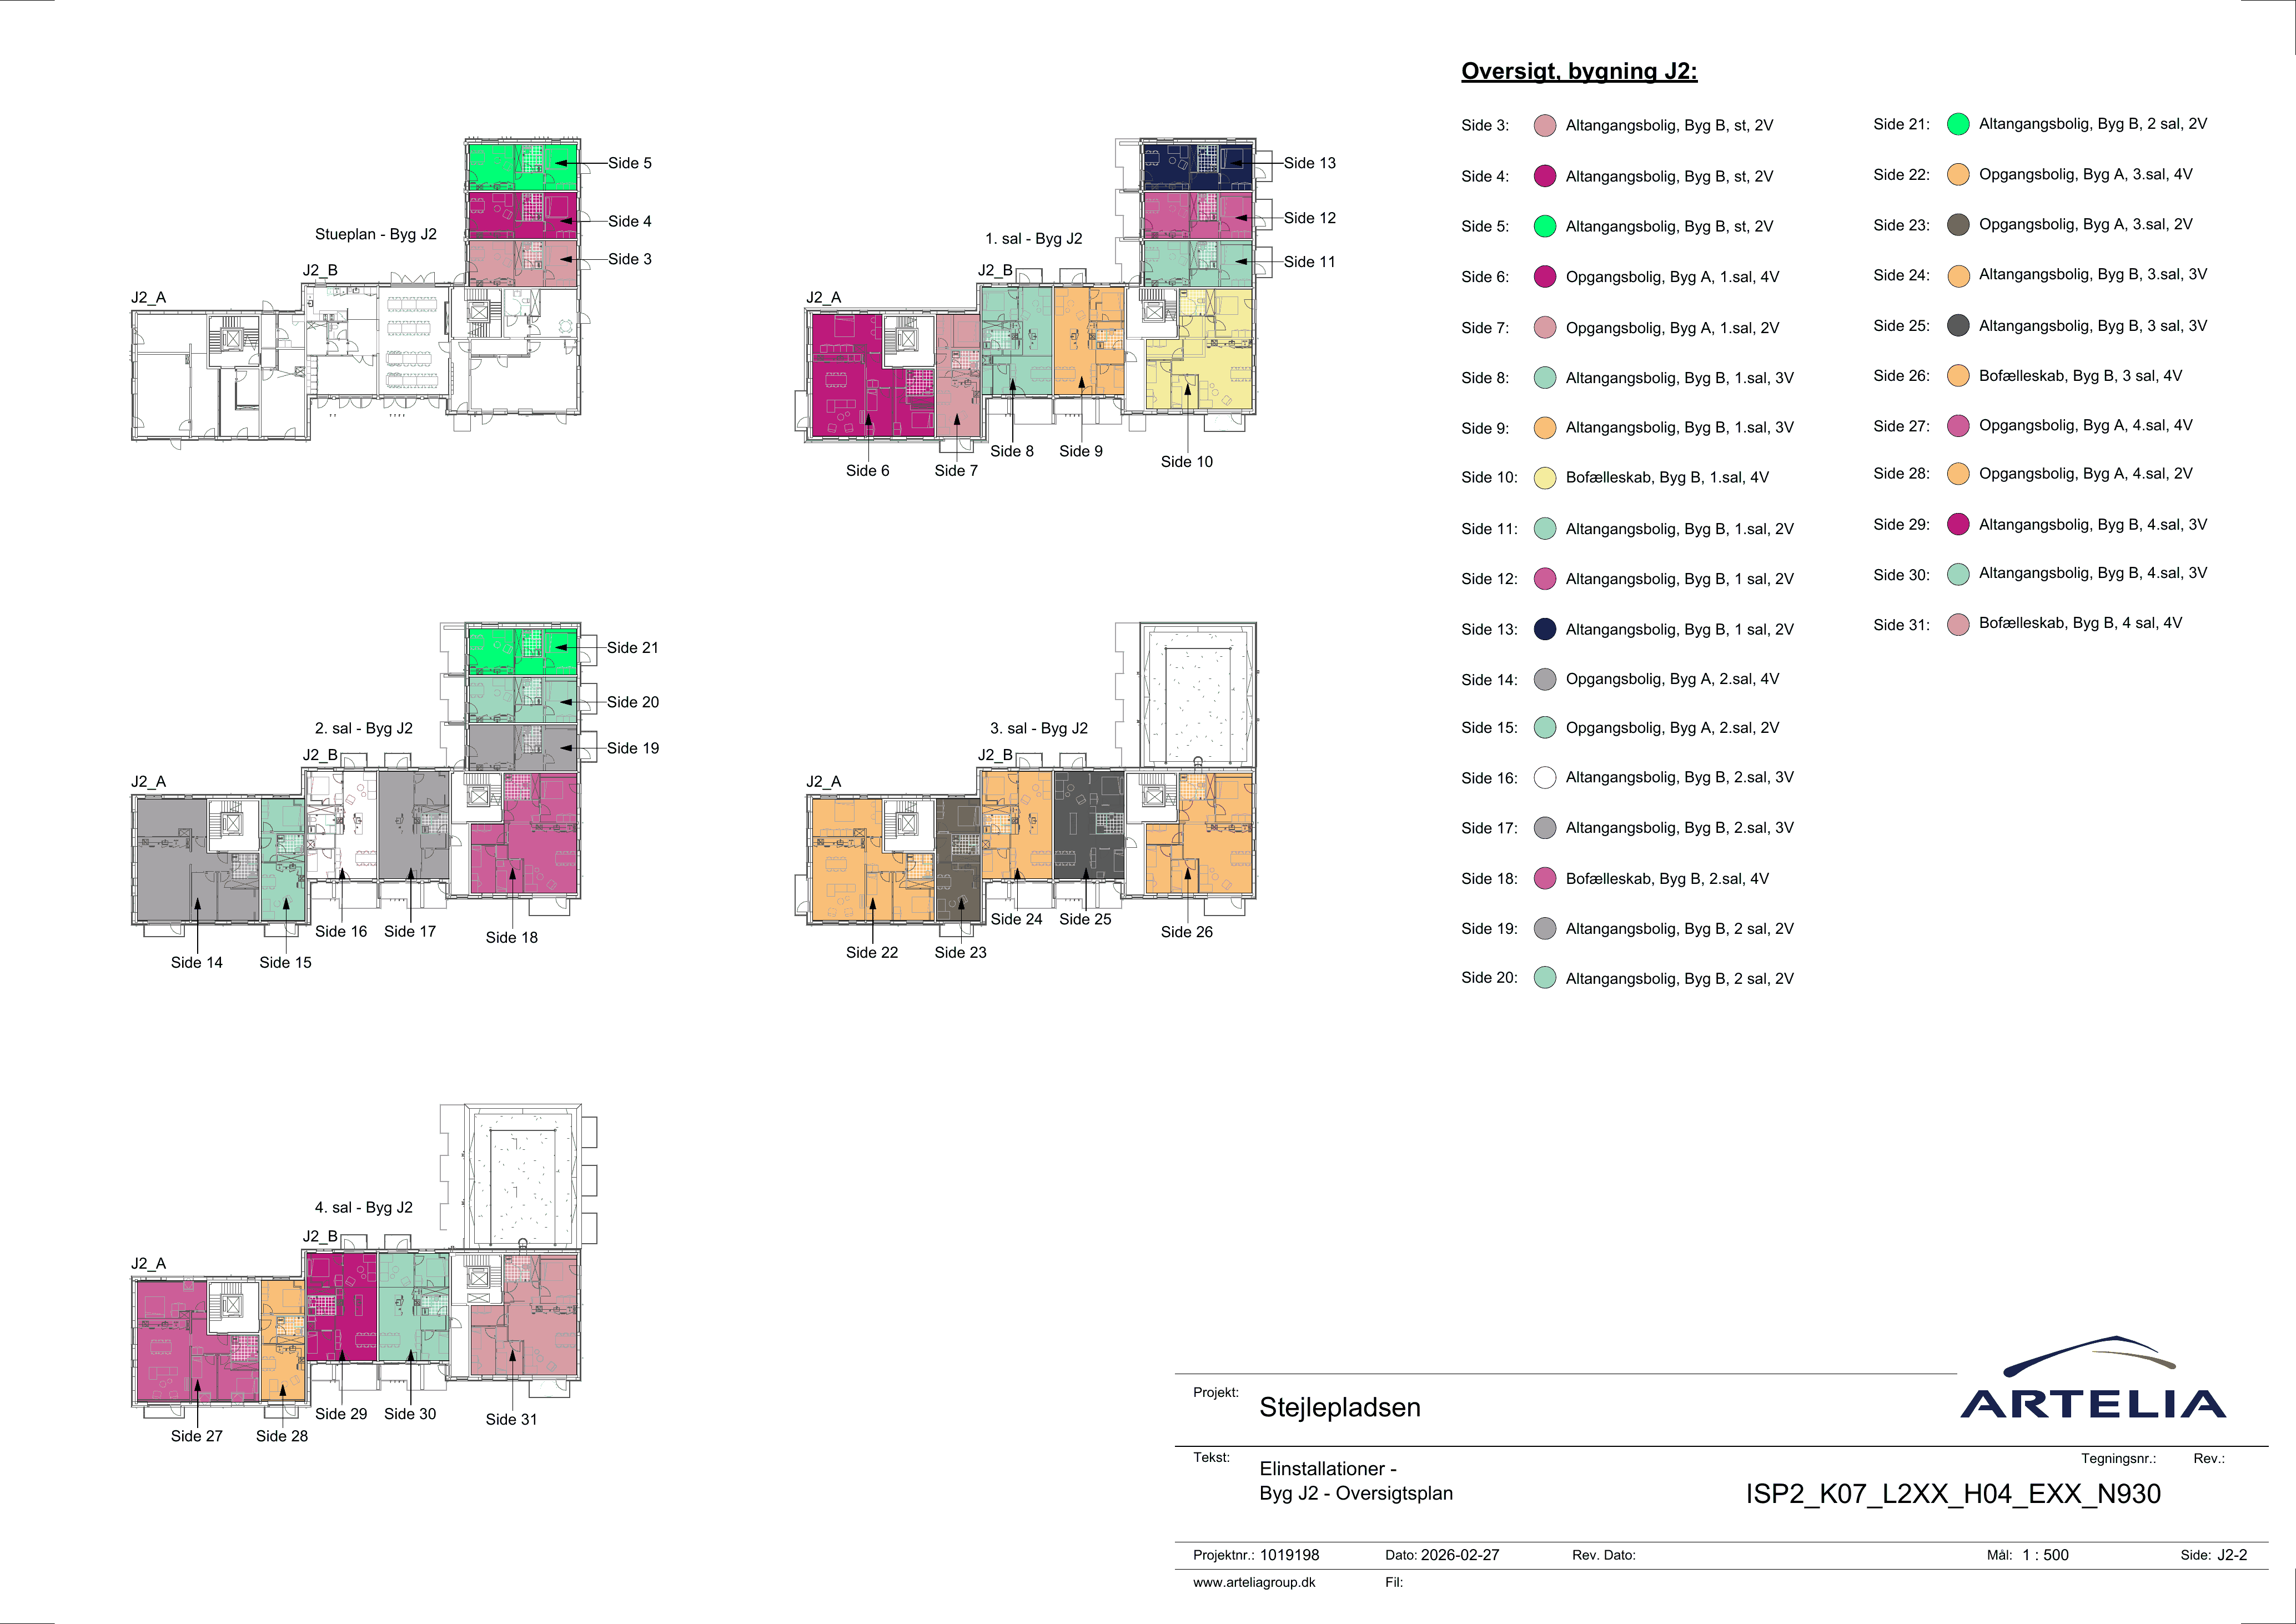 Oversigt, bygning J2:
Side 3: Altangangsbolig, Byg B, st, 2V
Side 4: Altangangsbolig, Byg B, st, 2V
Side 5: Altangangsbolig, Byg B, st, 2V
Side 6: Opgangsbolig, Byg A, 1.sal, 4V
Side 7: Opgangsbolig, Byg A, 1.sal, 2V
Side 8: Altangangsbolig, Byg B, 1.sal, 3V
Side 9: Altangangsbolig, Byg B, 1.sal, 3V
Side 10: Bofælleskab, Byg B, 1.sal, 4V
Side 11: Altangangsbolig, Byg B, 1.sal, 2V
Side 12: Altangangsbolig, Byg B, 1 sal, 2V
Side 13: Altangangsbolig, Byg B, 1 sal, 2V
Side 14: Opgangsbolig, Byg A, 2.sal, 4V
Side 15: Opgangsbolig, Byg A, 2.sal, 2V
Side 16: Altangangsbolig, Byg B, 2.sal, 3V
Side 17: Altangangsbolig, Byg B, 2.sal, 3V
Side 18: Bofælleskab, Byg B, 2.sal, 4V
Side 19: Altangangsbolig, Byg B, 2 sal, 2V
Side 20: Altangangsbolig, Byg B, 2 sal, 2V
Side 21: Altangangsbolig, Byg B, 2 sal, 2V
Side 22: Opgangsbolig, Byg A, 3.sal, 4V
Side 23: Opgangsbolig, Byg A, 3.sal, 2V
Side 24: Altangangsbolig, Byg B, 3.sal, 3V
Side 25: Altangangsbolig, Byg B, 3 sal, 3V
Side 26: Bofælleskab, Byg B, 3 sal, 4V
Side 27: Opgangsbolig, Byg A, 4.sal, 4V
Side 28: Opgangsbolig, Byg A, 4.sal, 2V
Side 29: Altangangsbolig, Byg B, 4.sal, 3V
Side 30: Altangangsbolig, Byg B, 4.sal, 3V
Side 31: Bofælleskab, Byg B, 4 sal, 4V
Side 5
Side 4
Stueplan - Byg J2
Side 3
J2_B
J2_A
Side 13
Side 12
1. sal - Byg J2
Side 11
J2_B
J2_A
Side 8
Side 9
Side 10
Side 6
Side 7
Side 21
Side 20
2. sal - Byg J2
Side 19
J2_B
J2_A
Side 16
Side 17
Side 18
Side 14
Side 15
3. sal - Byg J2
J2_B
J2_A
Side 24
Side 25
Side 26
Side 22
Side 23
4. sal - Byg J2
J2_B
J2_A
Side 29
Side 30
Side 31
Side 27
Side 28
ARTELIA
Projekt: Stejlepladsen
Tekst: Elinstallationer -
Byg J2 - Oversigtsplan
Tegningsnr.: Rev.:
ISP2_K07_L2XX_H04_EXX_N930
Projektnr.: 1019198 Dato: 2026-02-27 Rev. Dato: Mål: 1 : 500 Side: J2-2
www.arteliagroup.dk Fil: